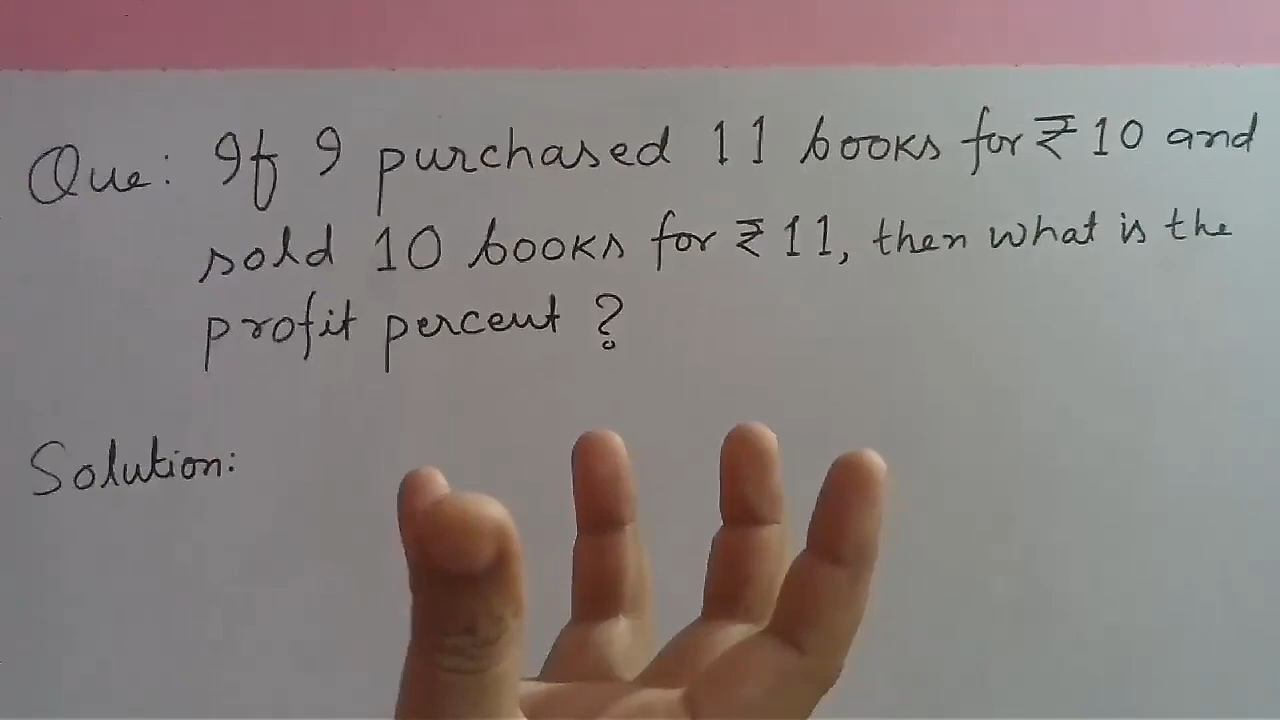 Que: If I purchased 11 books for ₹10 and
sold 10 books for ₹11, then what is the
profit percent ?
Solution: